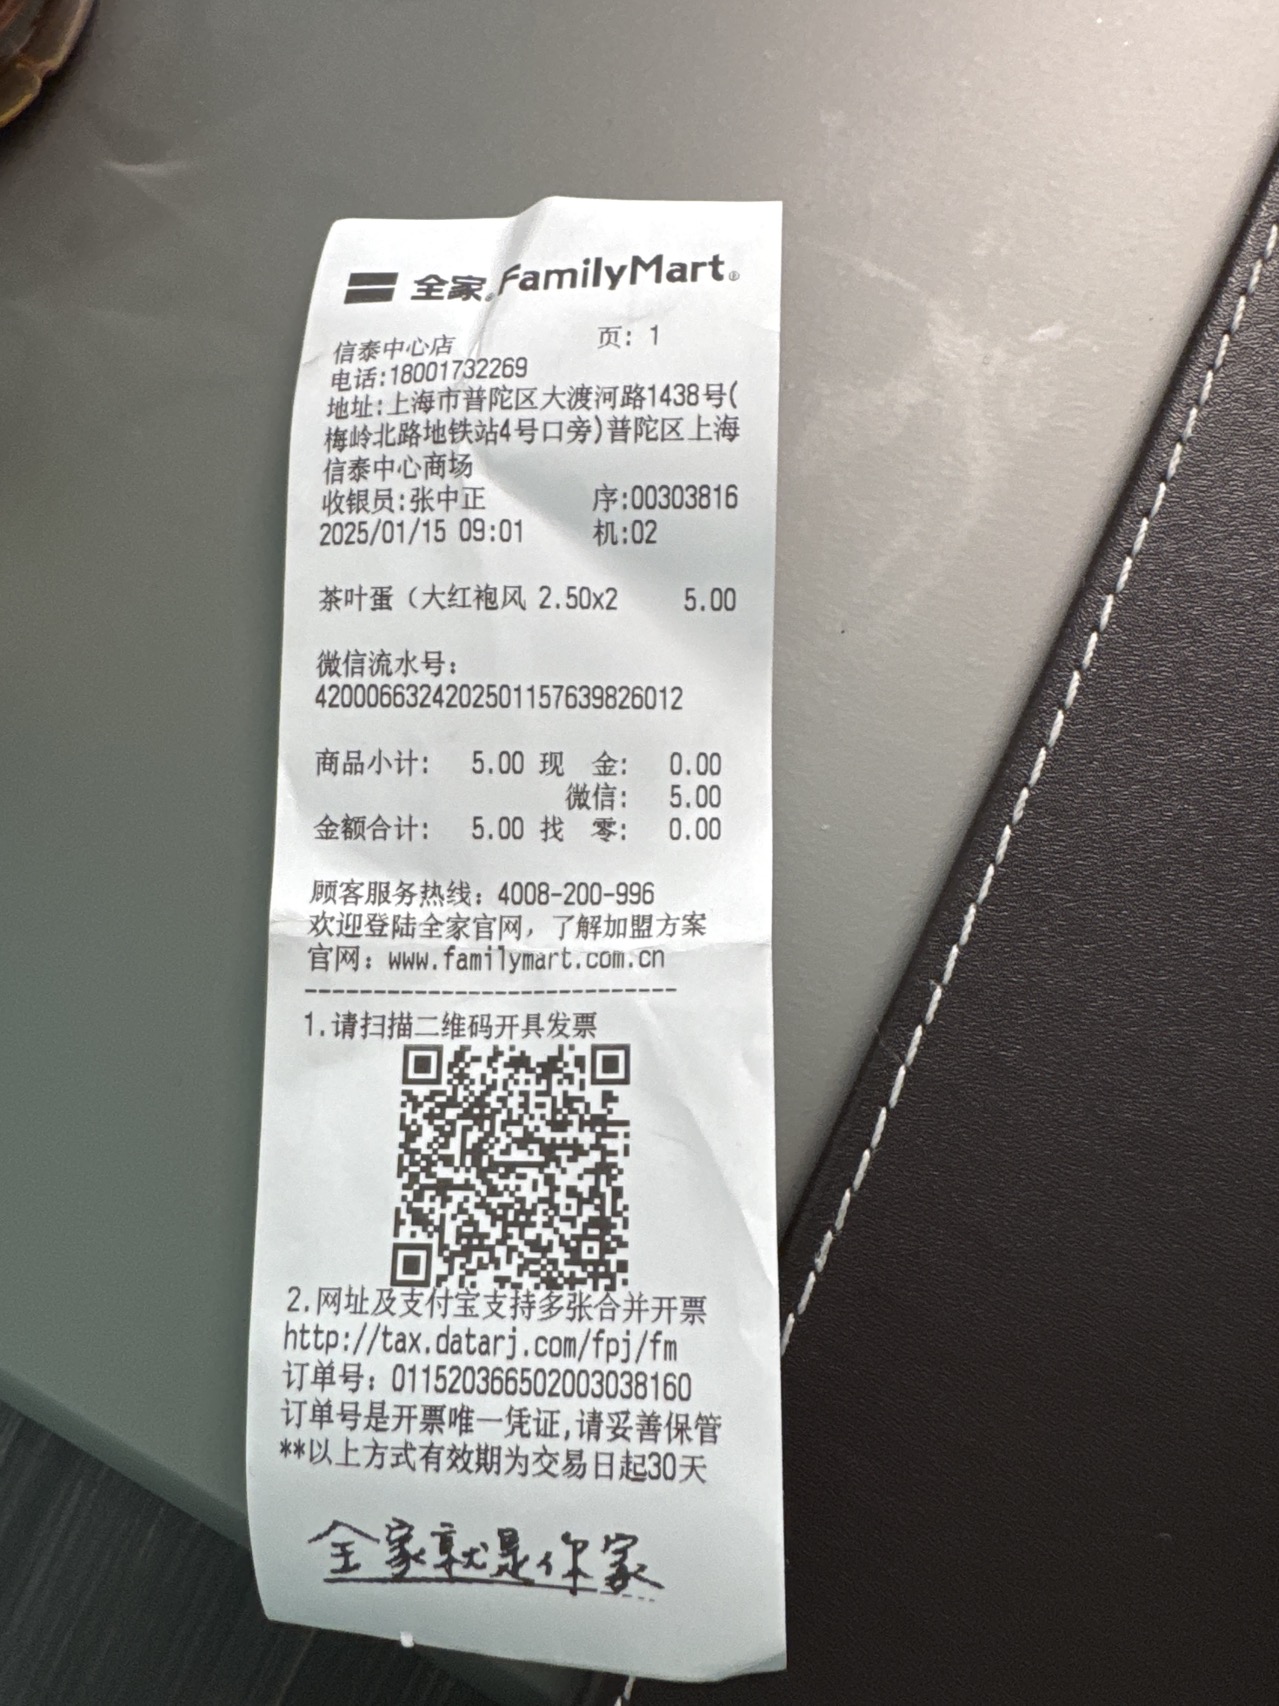 全家 FamilyMart®
信泰中心店 页: 1
电话:18001732269
地址:上海市普陀区大渡河路1438号(
梅岭北路地铁站4号口旁)普陀区上海
信泰中心商场
收银员:张中正 序:00303816
2025/01/15 09:01 机:02
茶叶蛋（大红袍风 2.50x2 5.00
微信流水号:
4200066324202501157639826012
商品小计: 5.00 现 金: 0.00
微信: 5.00
金额合计: 5.00 找 零: 0.00
顾客服务热线: 4008-200-996
欢迎登陆全家官网, 了解加盟方案
官网: www.familymart.com.cn
----------------------------
1.请扫描二维码开具发票
2.网址及支付宝支持多张合并开票
http://tax.datarj.com/fpj/fm
订单号: 011520366502003038160
订单号是开票唯一凭证,请妥善保管
**以上方式有效期为交易日起30天
全家就是你家